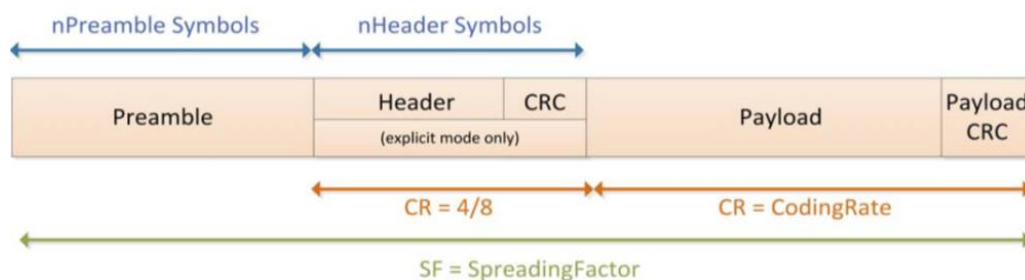 nPreamble Symbols
nHeader Symbols
Preamble
Header
CRC
(explicit mode only)
Payload
Payload
CRC
CR = 4/8
CR = CodingRate
SF = SpreadingFactor